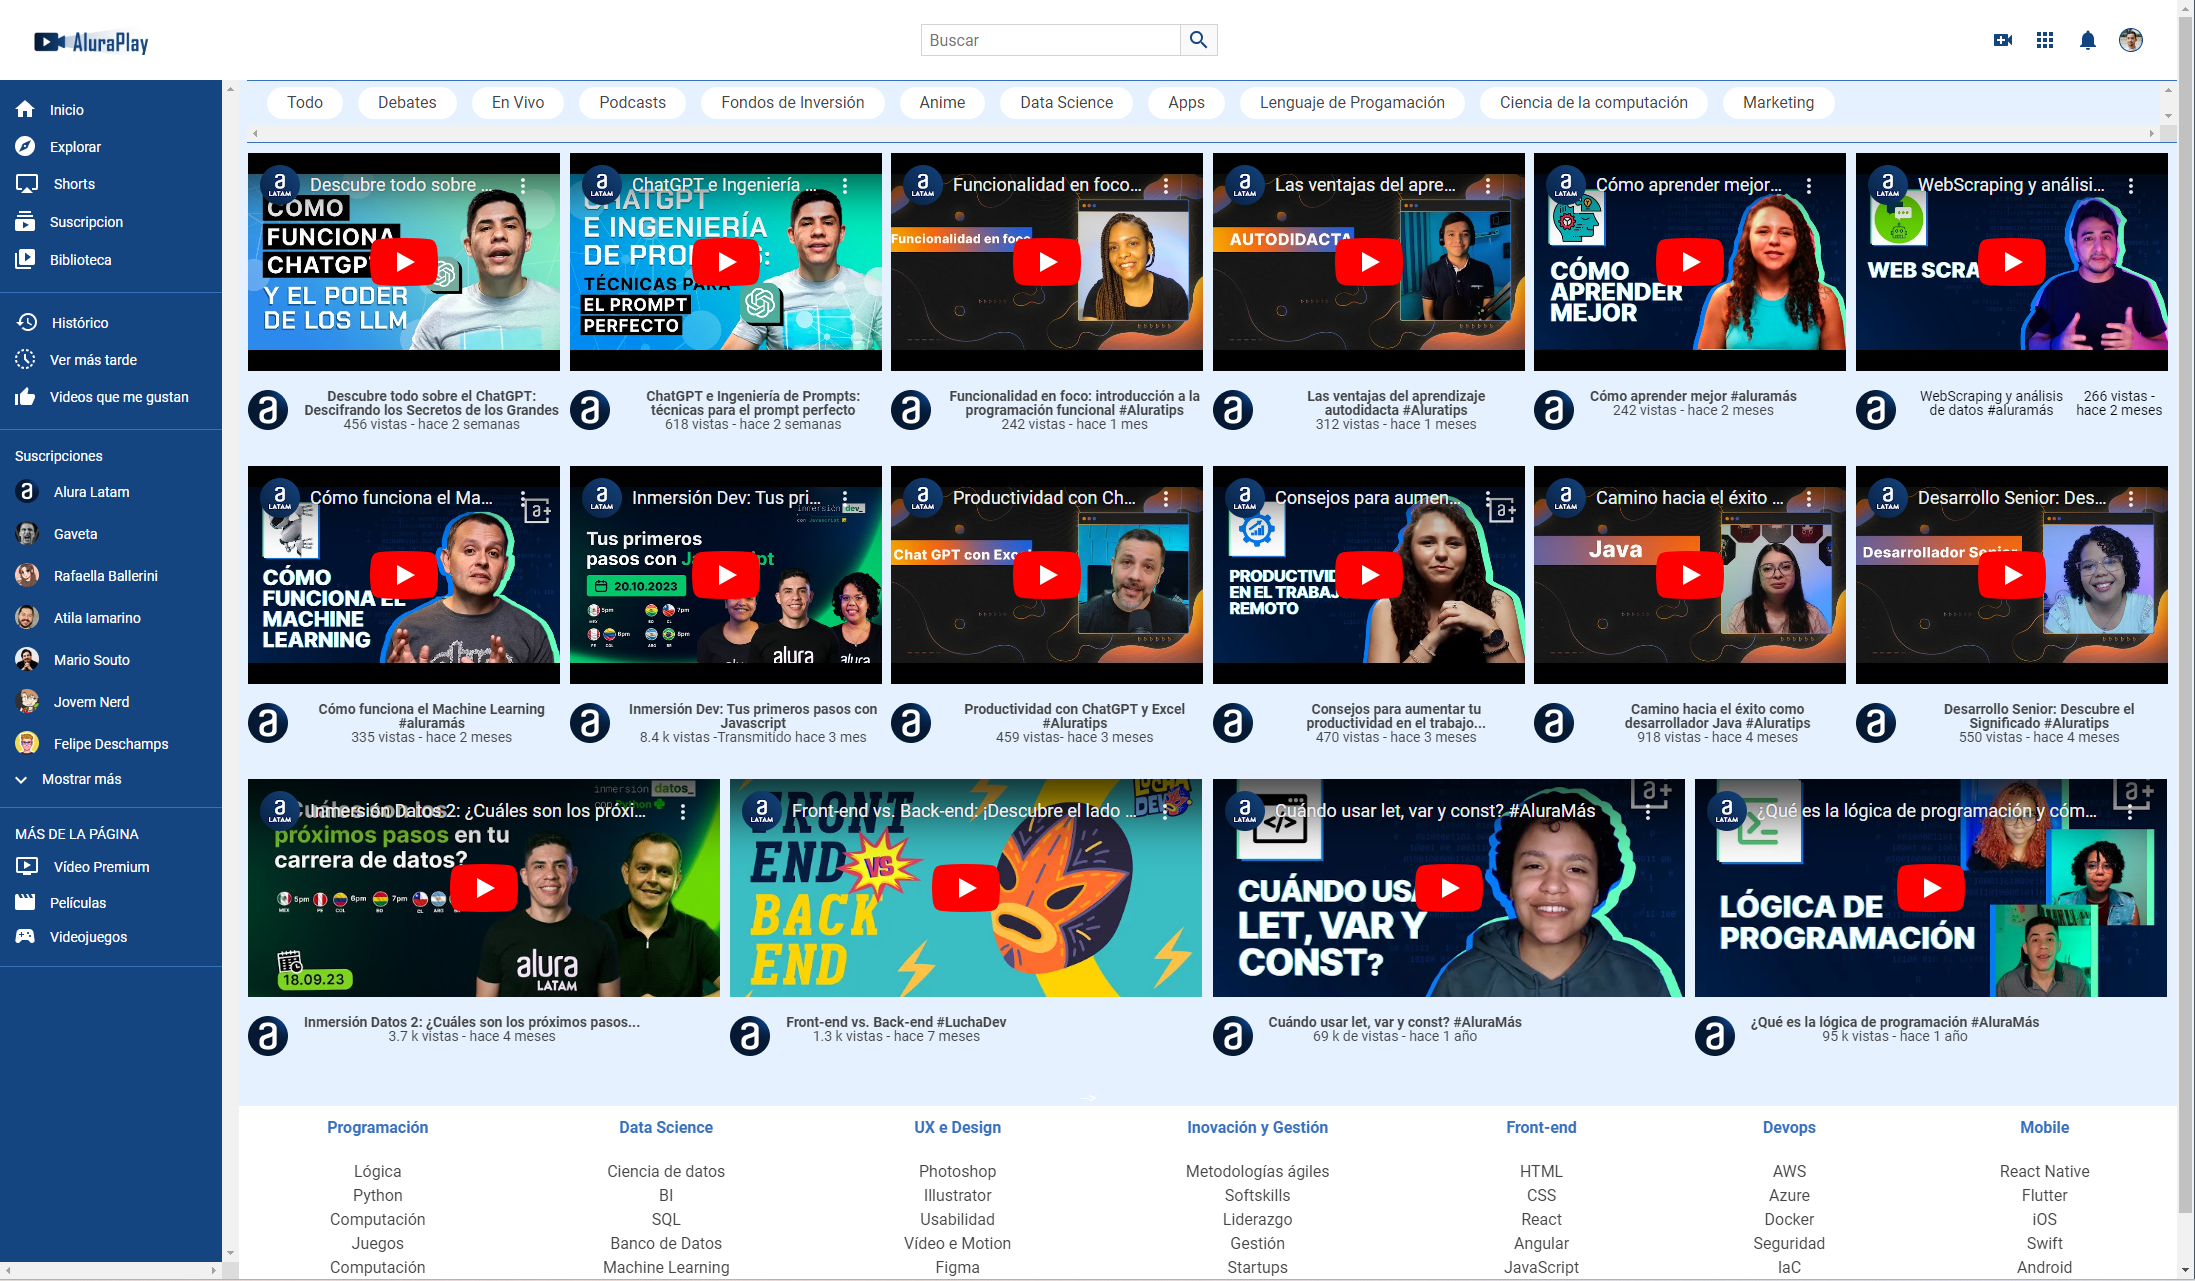 AluraPlay
Buscar
Inicio
Explorar
Shorts
Suscripcion
Biblioteca
Histórico
Ver más tarde
Videos que me gustan
Suscripciones
Alura Latam
Gaveta
Rafaella Ballerini
Atila Iamarino
Mario Souto
Jovem Nerd
Felipe Deschamps
Mostrar más
MÁS DE LA PÁGINA
Vídeo Premium
Películas
Videojuegos
Todo
Debates
En Vivo
Podcasts
Fondos de Inversión
Anime
Data Science
Apps
Lenguaje de Progamación
Ciencia de la computación
Marketing
Descubre todo sobre ...
CÓMO
FUNCIONA
Y EL PODER
DE LOS LLM
Descubre todo sobre el ChatGPT:
Descifrando los Secretos de los Grandes
456 vistas - hace 2 semanas
ChatGPT e Ingeniería ...
CHATGPT
E INGENIERÍA
TÉCNICAS PARA
EL PROMPT
PERFECTO
ChatGPT e Ingeniería de Prompts:
técnicas para el prompt perfecto
618 vistas - hace 2 semanas
Funcionalidad en foco...
Funcionalidad en foco
Funcionalidad en foco: introducción a la
programación funcional #Aluratips
242 vistas - hace 1 mes
Las ventajas del apre...
AUTODIDACTA
Las ventajas del aprendizaje
autodidacta #Aluratips
312 vistas - hace 1 meses
Cómo aprender mejor...
CÓMO
APRENDER
MEJOR
Cómo aprender mejor #aluramás
242 vistas - hace 2 meses
WebScraping y análisi...
WEB SCRA
WebScraping y análisis
de datos #aluramás
266 vistas -
hace 2 meses
Cómo funciona el Ma...
CÓMO
FUNCIONA EL
MACHINE
LEARNING
Cómo funciona el Machine Learning
#aluramás
335 vistas - hace 2 meses
Inmersión Dev: Tus pri...
inmersión dev_
con Javascript
Tus primeros
pasos con
20.10.2023
alura
Inmersión Dev: Tus primeros pasos con
Javascript
8.4 k vistas -Transmitido hace 3 mes
Productividad con Ch...
Chat GPT con Excel
Productividad con ChatGPT y Excel
#Aluratips
459 vistas- hace 3 meses
Consejos para aumen...
a+
PRODUCTIVID
EN EL TRABAJ
REMOTO
Consejos para aumentar tu
productividad en el trabajo...
470 vistas - hace 3 meses
Camino hacia el éxito ...
Java
Camino hacia el éxito como
desarrollador Java #Aluratips
918 vistas - hace 4 meses
Desarrollo Senior: Des...
Desarrollador Senior
Desarrollo Senior: Descubre el
Significado #Aluratips
550 vistas - hace 4 meses
Inmersión Datos 2: ¿Cuáles son los próxi...
inmersión datos_
con Python
¿Cuáles son los
próximos pasos en tu
carrera de datos?
18.09.23
alura
LATAM
Inmersión Datos 2: ¿Cuáles son los próximos pasos...
3.7 k vistas - hace 4 meses
Front-end vs. Back-end: ¡Descubre el lado ...
LUCHA
DEV
FRONT
END
VS
BACK
END
Front-end vs. Back-end #LuchaDev
1.3 k vistas - hace 7 meses
Cuándo usar let, var y const? #AluraMás
CUÁNDO USA
LET, VAR Y
CONST?
Cuándo usar let, var y const? #AluraMás
69 k de vistas - hace 1 año
¿Qué es la lógica de programación y cóm...
LÓGICA DE
PROGRAMACIÓN
¿Qué es la lógica de programación #AluraMás
95 k vistas - hace 1 año
-->
Programación
Lógica
Python
Computación
Juegos
Computación
Data Science
Ciencia de datos
BI
SQL
Banco de Datos
Machine Learning
UX e Design
Photoshop
Illustrator
Usabilidad
Vídeo e Motion
Figma
Inovación y Gestión
Metodologías ágiles
Softskills
Liderazgo
Gestión
Startups
Front-end
HTML
CSS
React
Angular
JavaScript
Devops
AWS
Azure
Docker
Seguridad
IaC
Mobile
React Native
Flutter
iOS
Swift
Android